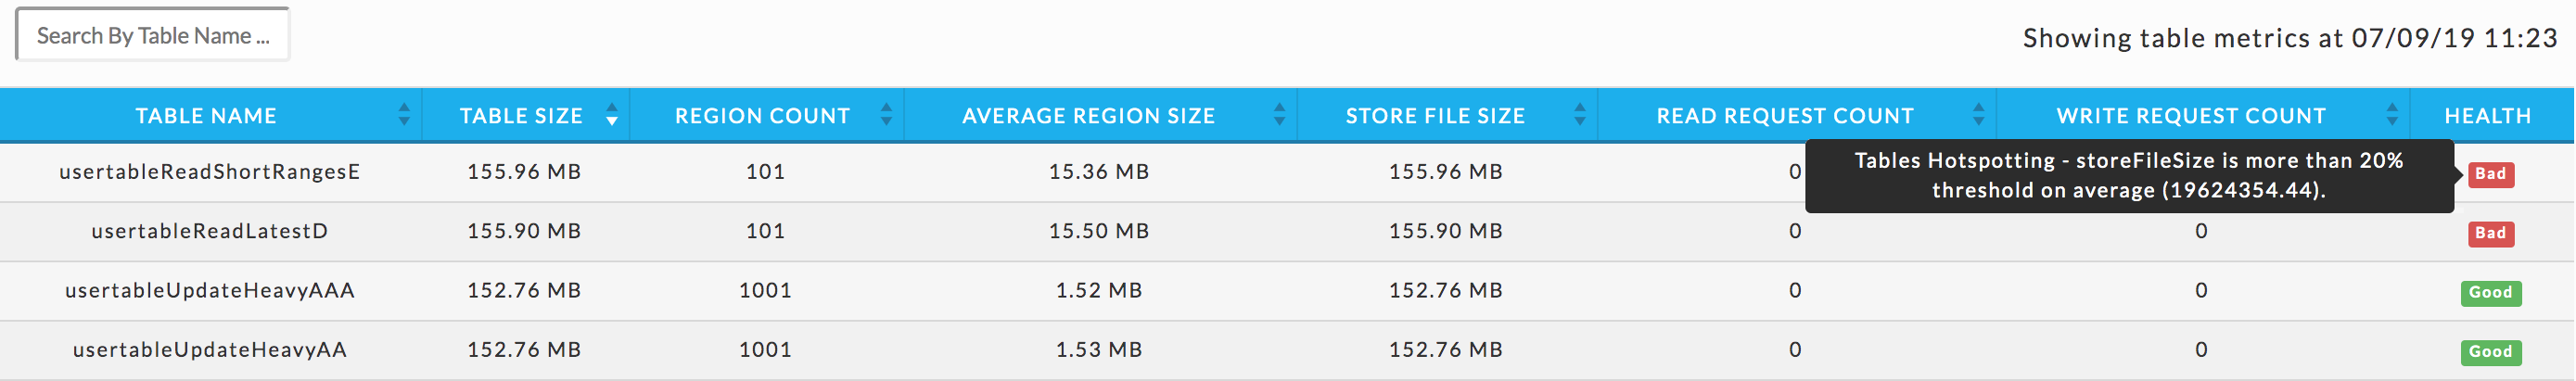 Search By Table Name ...
Showing table metrics at 07/09/19 11:23
TABLE NAME TABLE SIZE REGION COUNT AVERAGE REGION SIZE STORE FILE SIZE READ REQUEST COUNT WRITE REQUEST COUNT HEALTH
usertableReadShortRangesE 155.96 MB 101 15.36 MB 155.96 MB 0 Bad
Tables Hotspotting - storeFileSize is more than 20%
threshold on average (19624354.44).
usertableReadLatestD 155.90 MB 101 15.50 MB 155.90 MB 0 0 Bad
usertableUpdateHeavyAAA 152.76 MB 1001 1.52 MB 152.76 MB 0 0 Good
usertableUpdateHeavyAA 152.76 MB 1001 1.53 MB 152.76 MB 0 0 Good